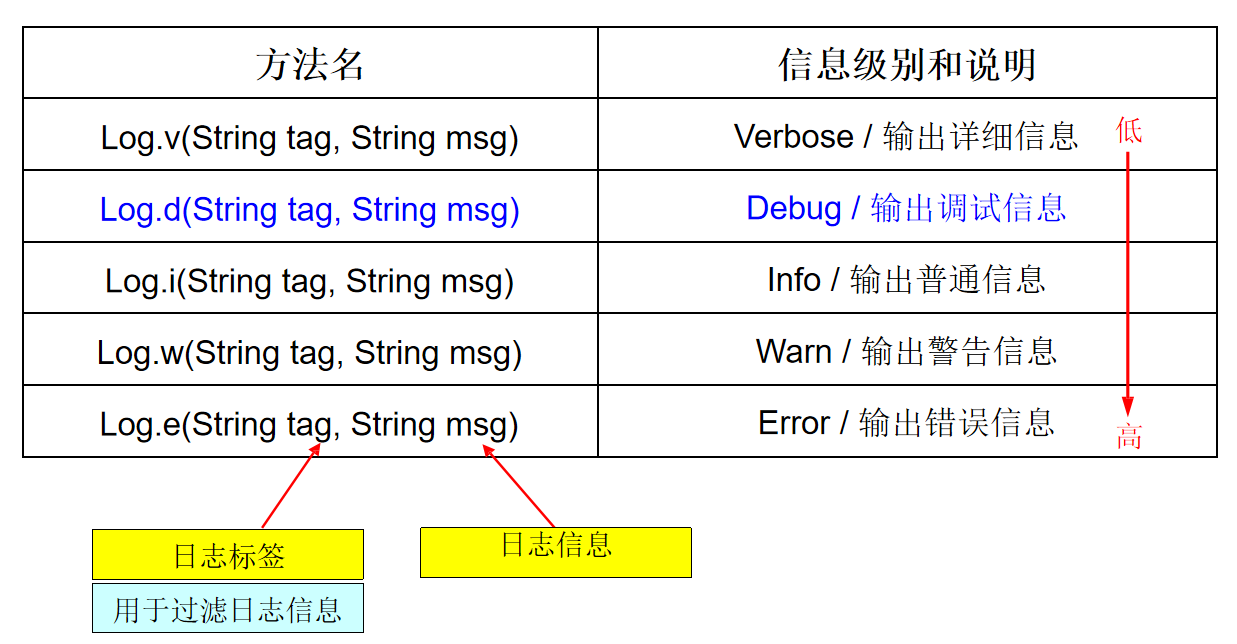 方法名
信息级别和说明
Log.v(String tag, String msg)
Verbose / 输出详细信息
低
Log.d(String tag, String msg)
Debug / 输出调试信息
Log.i(String tag, String msg)
Info / 输出普通信息
Log.w(String tag, String msg)
Warn / 输出警告信息
Log.e(String tag, String msg)
Error / 输出错误信息
高
日志标签
日志信息
用于过滤日志信息